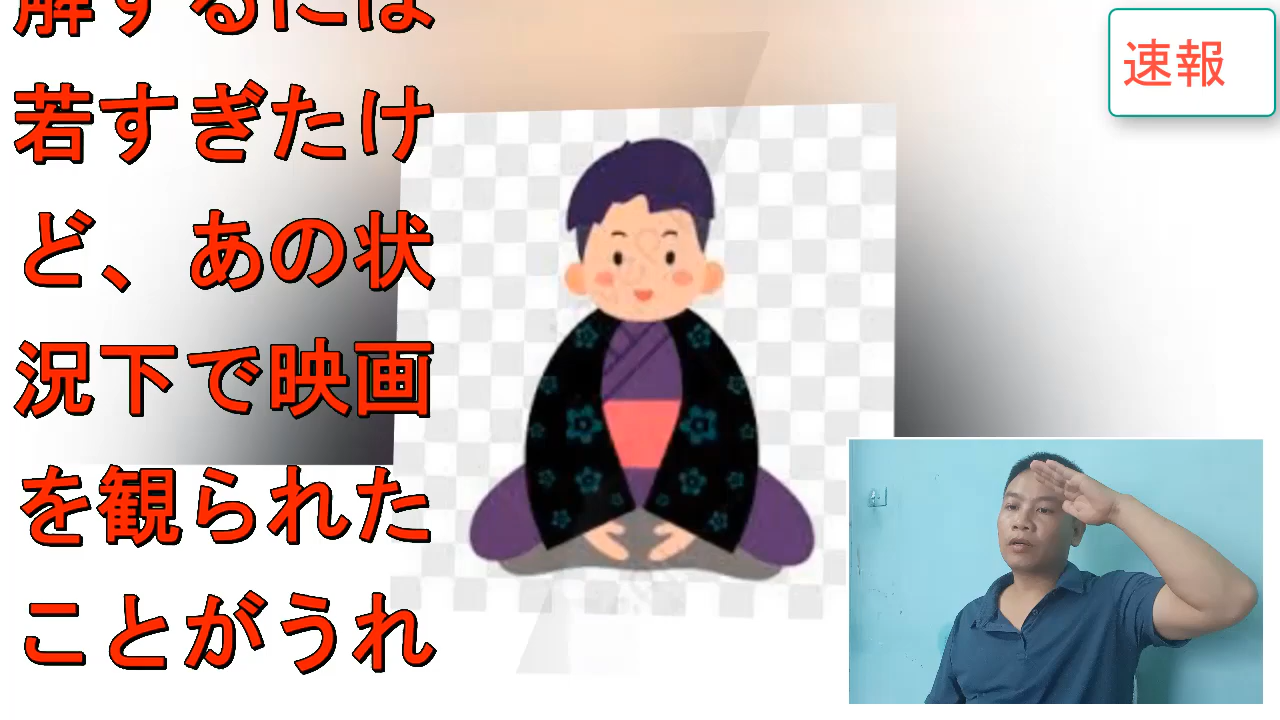 解するには
若すぎたけ
ど、あの状
況下で映画
を観られた
ことがうれ
速報